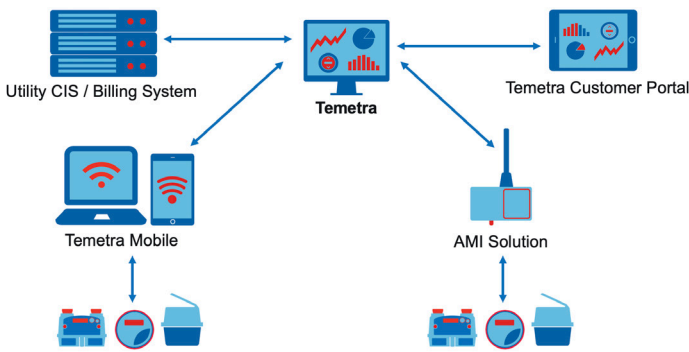 Utility CIS / Billing System
Temetra
Temetra Customer Portal
Temetra Mobile
AMI Solution